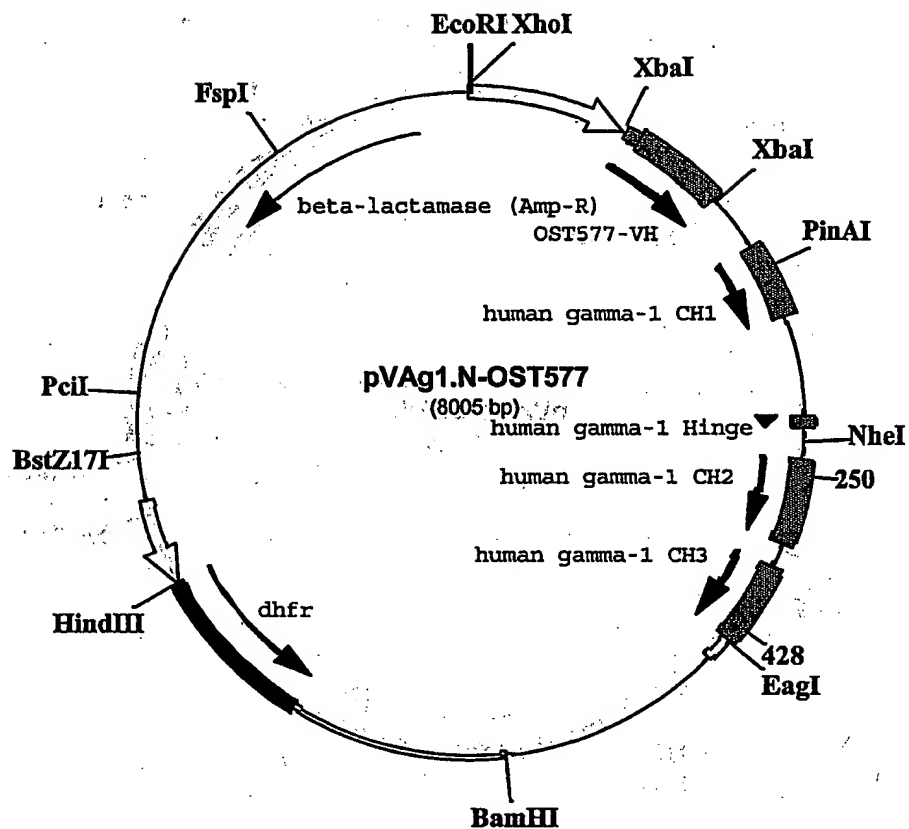 EcoRI XhoI
XbaI
FspI
XbaI
beta-lactamase (Amp-R)
OST577-VH
PinAI
human gamma-1 CH1
pVAg1.N-OST577
(8005 bp)
PciI
human gamma-1 Hinge
NheI
BstZ17I
human gamma-1 CH2
250
human gamma-1 CH3
dhfr
HindIII
428
EagI
BamHI